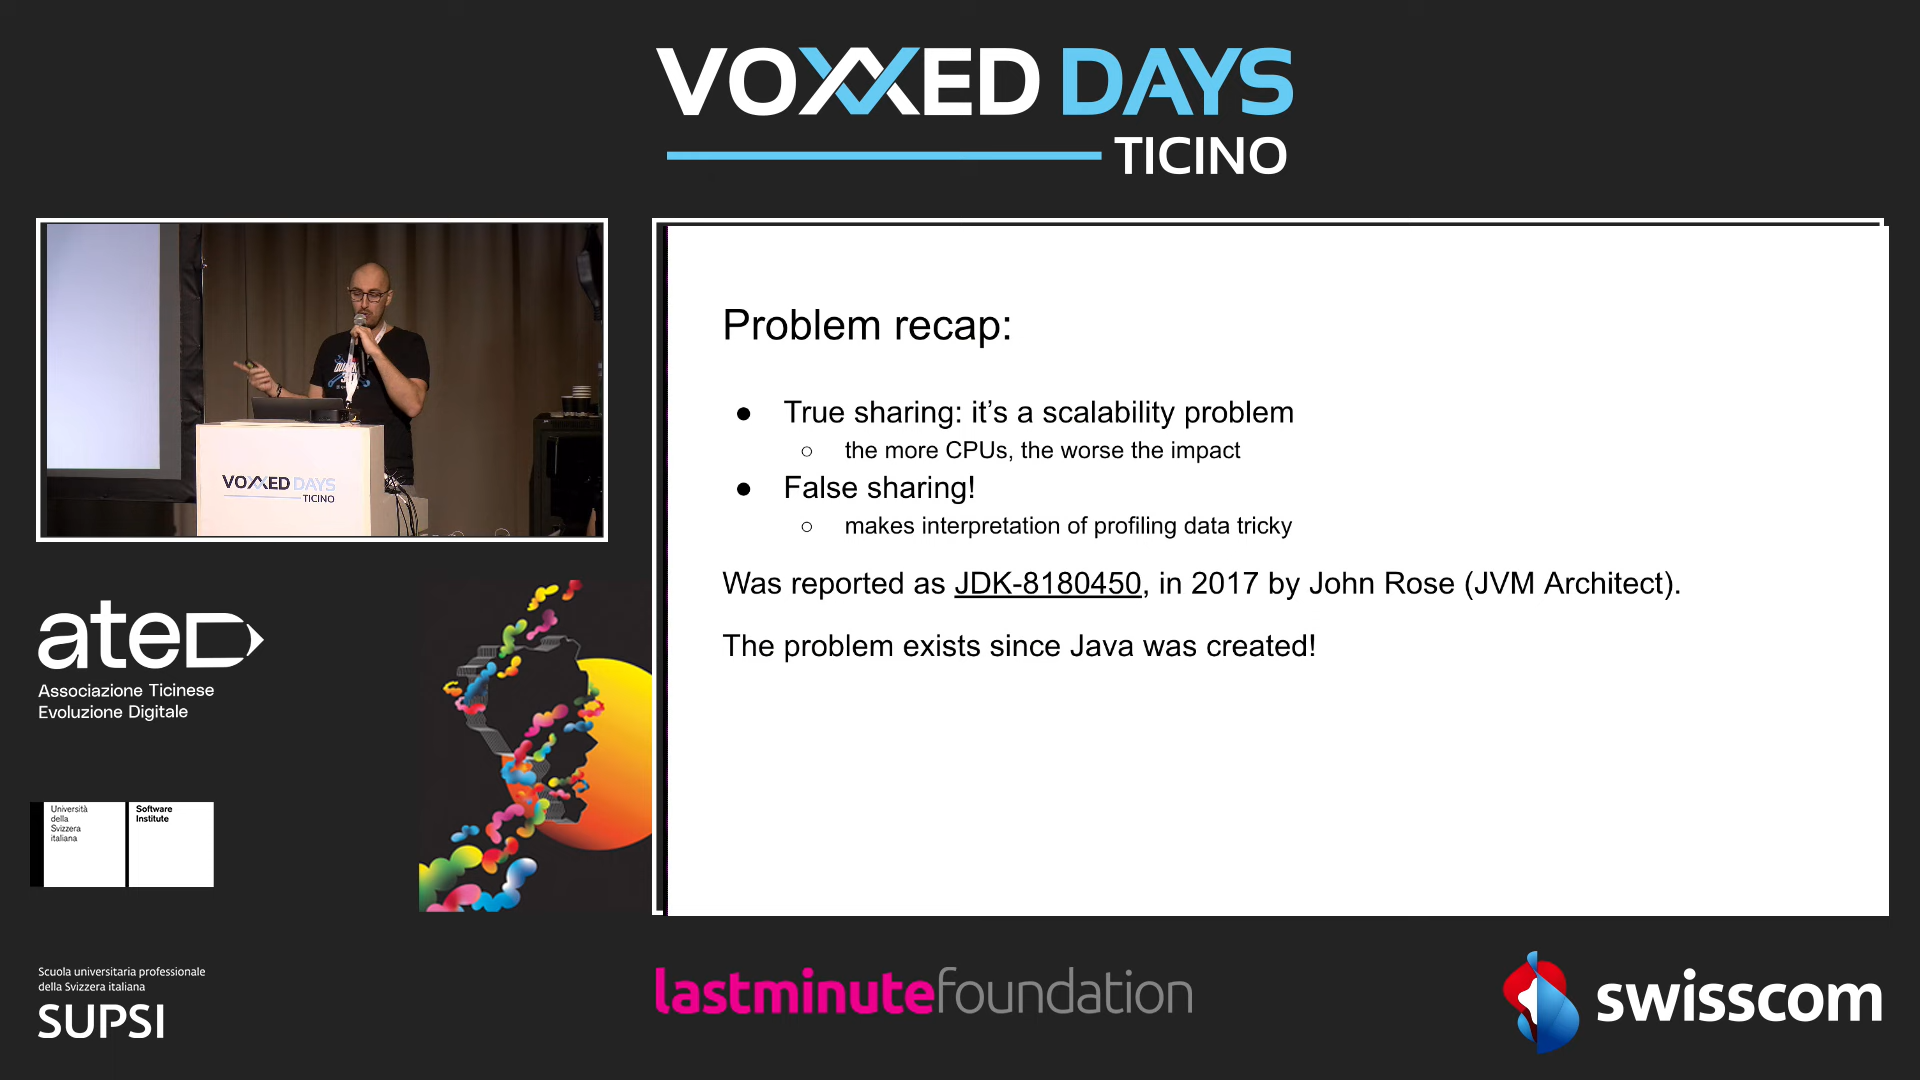 VOXXED DAYS
TICINO
Problem recap:
● True sharing: it’s a scalability problem
○ the more CPUs, the worse the impact
● False sharing!
○ makes interpretation of profiling data tricky
Was reported as JDK-8180450, in 2017 by John Rose (JVM Architect).
The problem exists since Java was created!
VOXXED DAYS
TICINO
ateD
Associazione Ticinese
Evoluzione Digitale
Università
della
Svizzera
italiana
Software
Institute
Scuola universitaria professionale
della Svizzera italiana
SUPSI
lastminutefoundation
swisscom